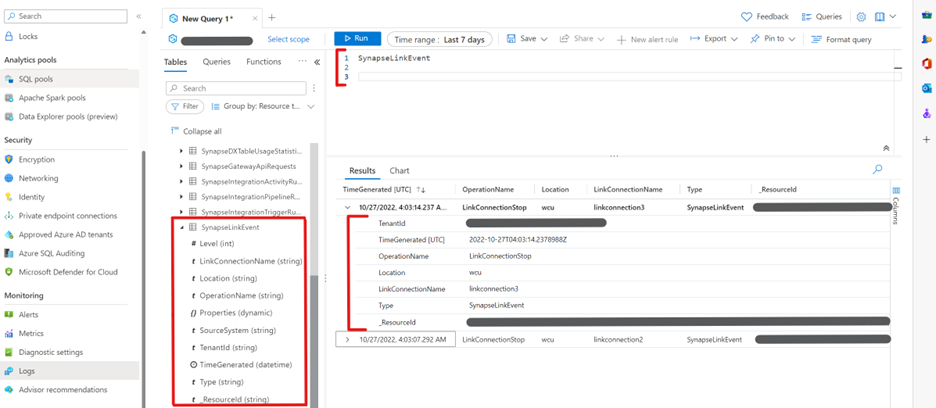 Search
«
Locks
Analytics pools
SQL pools
Apache Spark pools
Data Explorer pools (preview)
Security
Encryption
Networking
Identity
Private endpoint connections
Approved Azure AD tenants
Azure SQL Auditing
Microsoft Defender for Cloud
Monitoring
Alerts
Metrics
Diagnostic settings
Logs
Advisor recommendations
New Query 1* × +
Feedback Queries
Select scope
Run Time range : Last 7 days Save Share New alert rule Export Pin to Format query
Tables Queries Functions ··· «
Search
Filter Group by: Resource t...
Collapse all
SynapseDXTableUsageStatisti...
SynapseGatewayApiRequests
SynapseIntegrationActivityRu...
SynapseIntegrationPipelineR...
SynapseIntegrationTriggerRu...
SynapseLinkEvent
# Level (int)
t LinkConnectionName (string)
t Location (string)
t OperationName (string)
{} Properties (dynamic)
t SourceSystem (string)
t TenantId (string)
TimeGenerated (datetime)
t Type (string)
t _ResourceId (string)
1 SynapseLinkEvent
2
3
Results Chart
TimeGenerated [UTC] ↑↓ OperationName Location LinkConnectionName Type _ResourceId
10/27/2022, 4:03:14.237 A... LinkConnectionStop wcu linkconnection3 SynapseLinkEvent
TenantId
TimeGenerated [UTC] 2022-10-27T04:03:14.2378988Z
OperationName LinkConnectionStop
Location wcu
LinkConnectionName linkconnection3
Type SynapseLinkEvent
_ResourceId
10/27/2022, 4:03:07.292 AM LinkConnectionStop wcu linkconnection2 SynapseLinkEvent
Columns